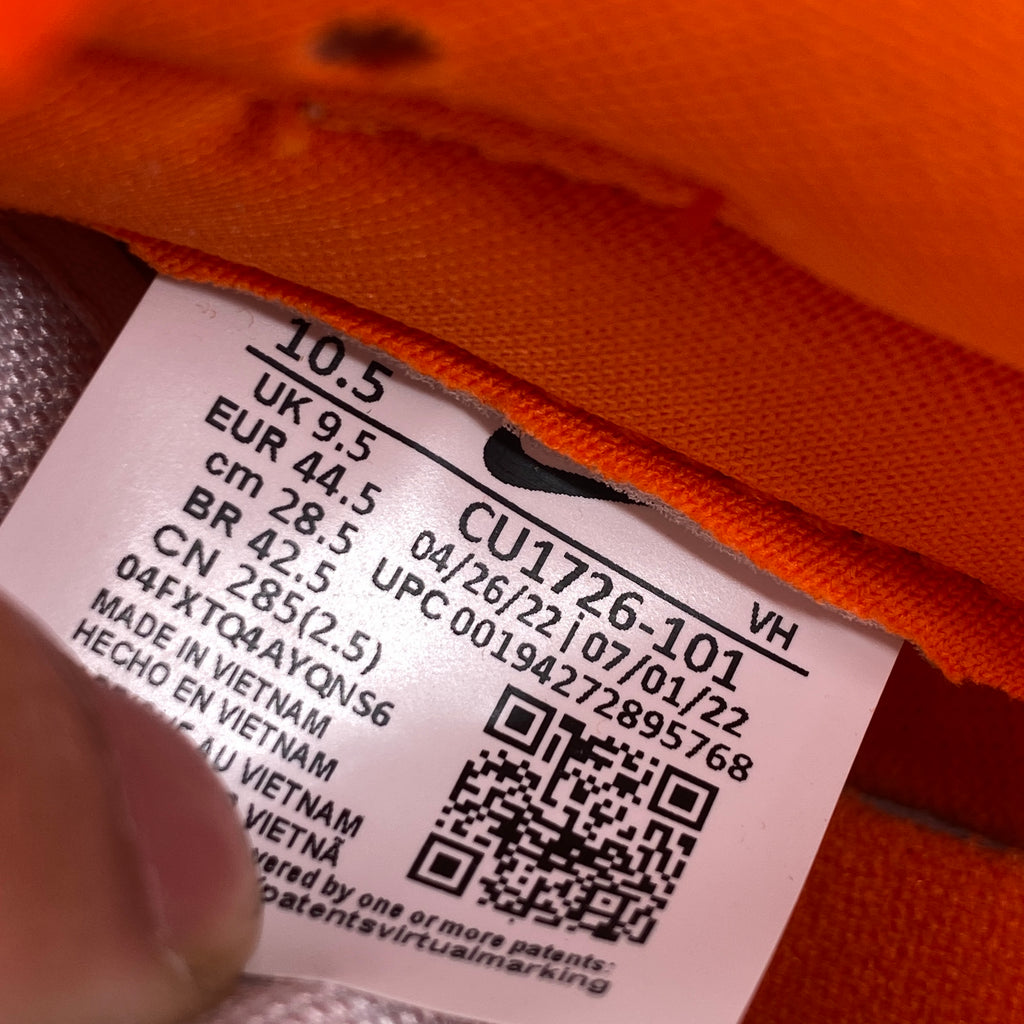 10.5
UK 9.5
EUR 44.5
cm 28.5
BR 42.5
CN 285(2.5)
04FXTQ4AYQNS6
MADE IN VIETNAM
HECHO EN VIETNAM
AU VIETNAM
VIETNÃ
vered by one or more patents:
patentsvirtualmarking
VH
CU1726-101
04/26/22 | 07/01/22
UPC 00194272895768